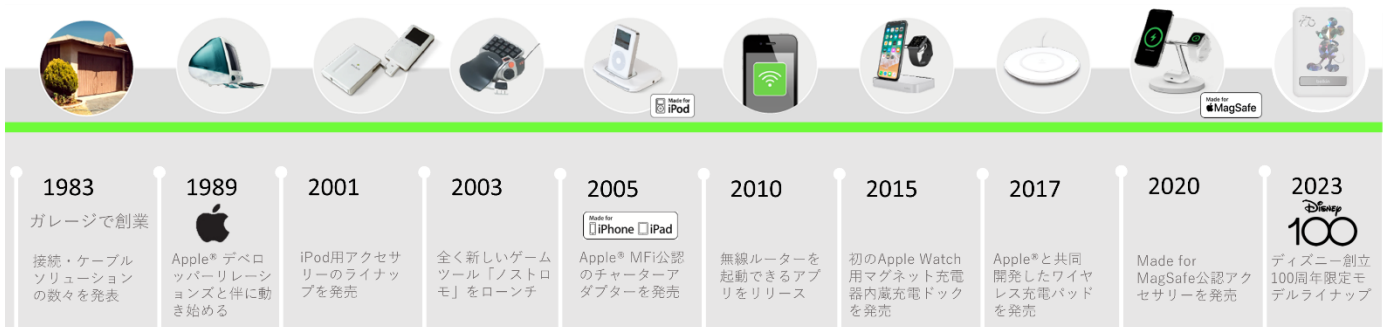 Made for
iPod
Made for
MagSafe
1983
ガレージで創業
接続・ケーブル
ソリューション
の数々を発表
1989
Apple® デベロ
ッパーリレーシ
ョンズと伴に動
き始める
2001
iPod用アクセサ
リーのライナッ
プを発売
2003
全く新しいゲーム
ツール「ノストロ
モ」をローンチ
2005
Made for
iPhone iPad
Apple® MFi公認
のチャーターア
ダプターを発売
2010
無線ルーターを
起動できるアプ
リをリリース
2015
初のApple Watch
用マグネット充電
器内蔵充電ドック
を発売
2017
Apple®と共同
開発したワイヤ
レス充電パッド
を発売
2020
Made for
MagSafe公認アク
セサリーを発売
2023
Disney
100
ディズニー創立
100周年限定モ
デルラインナップ